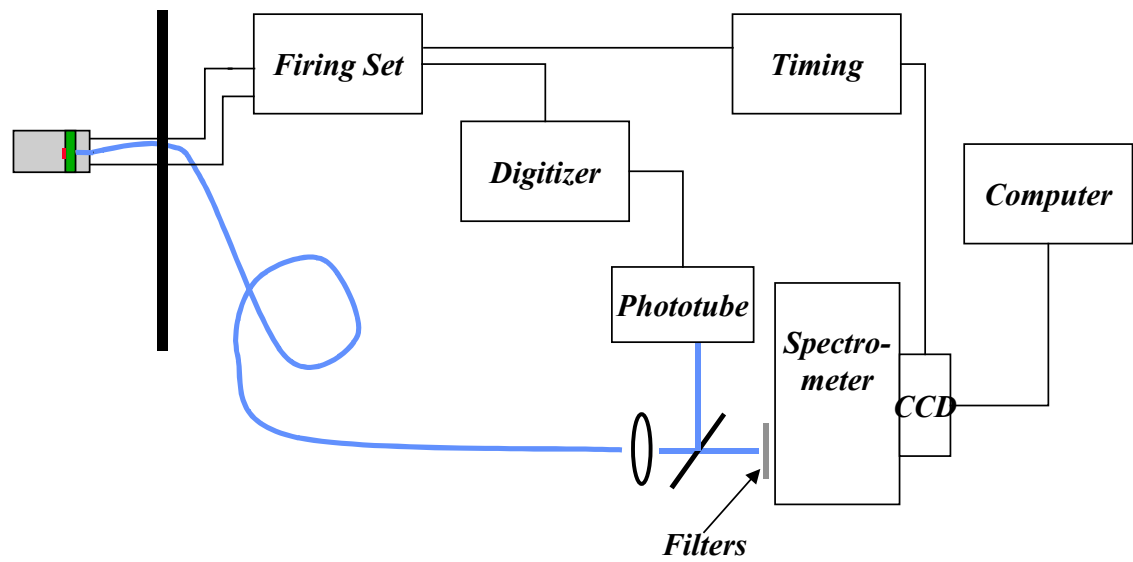 Firing Set
Timing
Digitizer
Computer
Phototube
Spectro-
meter
CCD
Filters